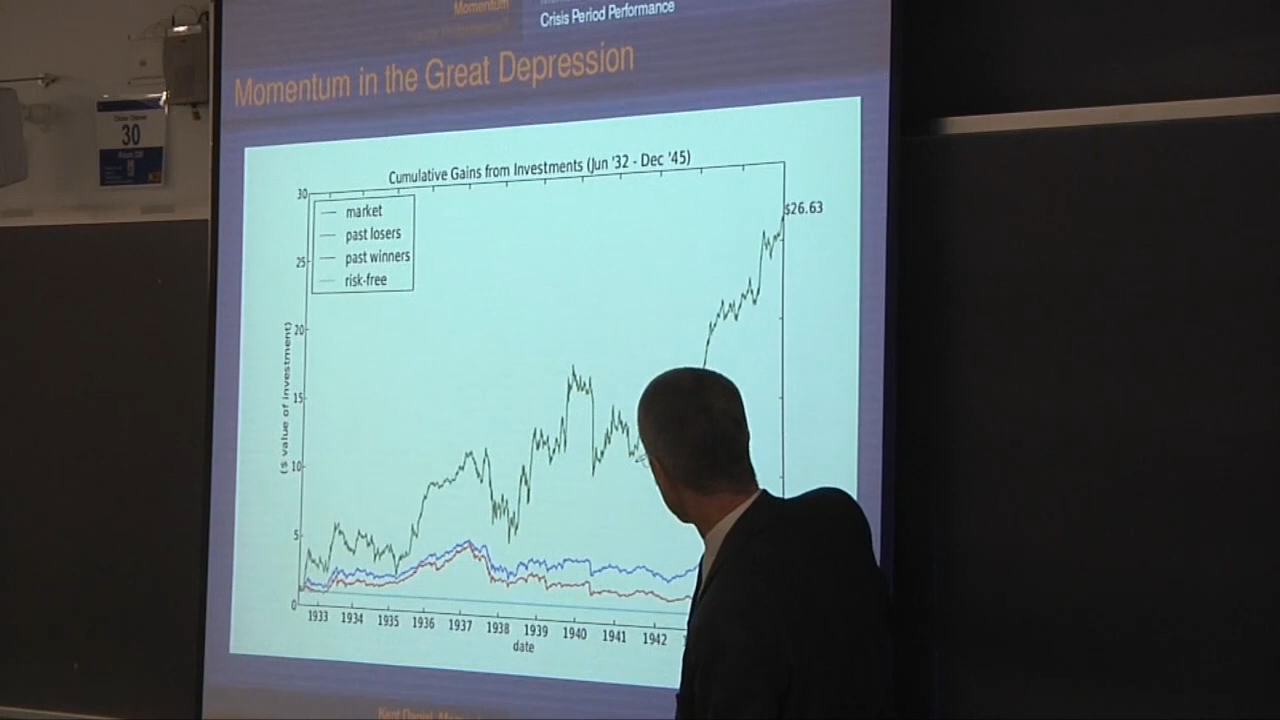 Momentum
Crisis Period Performance
Momentum in the Great Depression
30
Cumulative Gains from Investments (Jun '32 - Dec '45)
market
past losers
past winners
risk-free
$26.63
30
25
20
15
10
5
0
($ value of investment)
1933 1934 1935 1936 1937 1938 1939 1940 1941 1942
date
Kent Daniel,